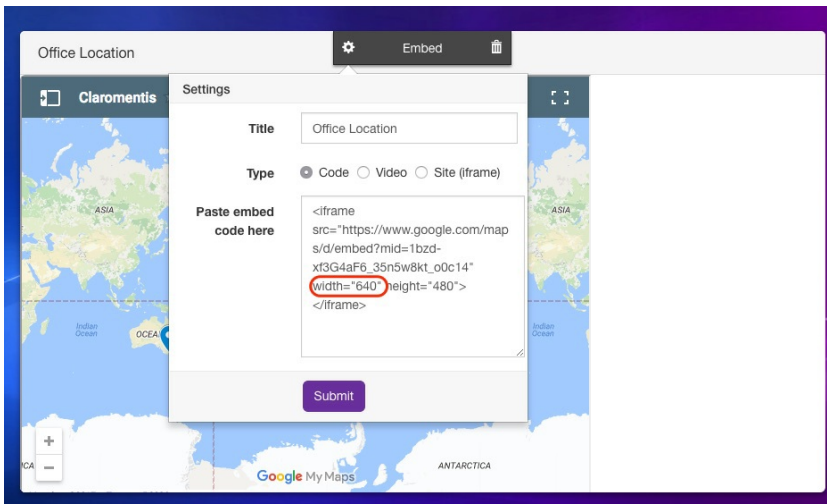 Office Location
Embed
Claromentis
Settings
Title
Office Location
Type
Code
Video
Site (iframe)
Paste embed
code here
<iframe
src="https://www.google.com/map
s/d/embed?mid=1bzd-
xf3G4aF6_35n5w8kt_o0c14"
width="640" height="480">
</iframe>
Submit
ASIA
ASIA
Indian
Ocean
OCEA
Indian
Ocean
ICA
Google My Maps
ANTARCTICA